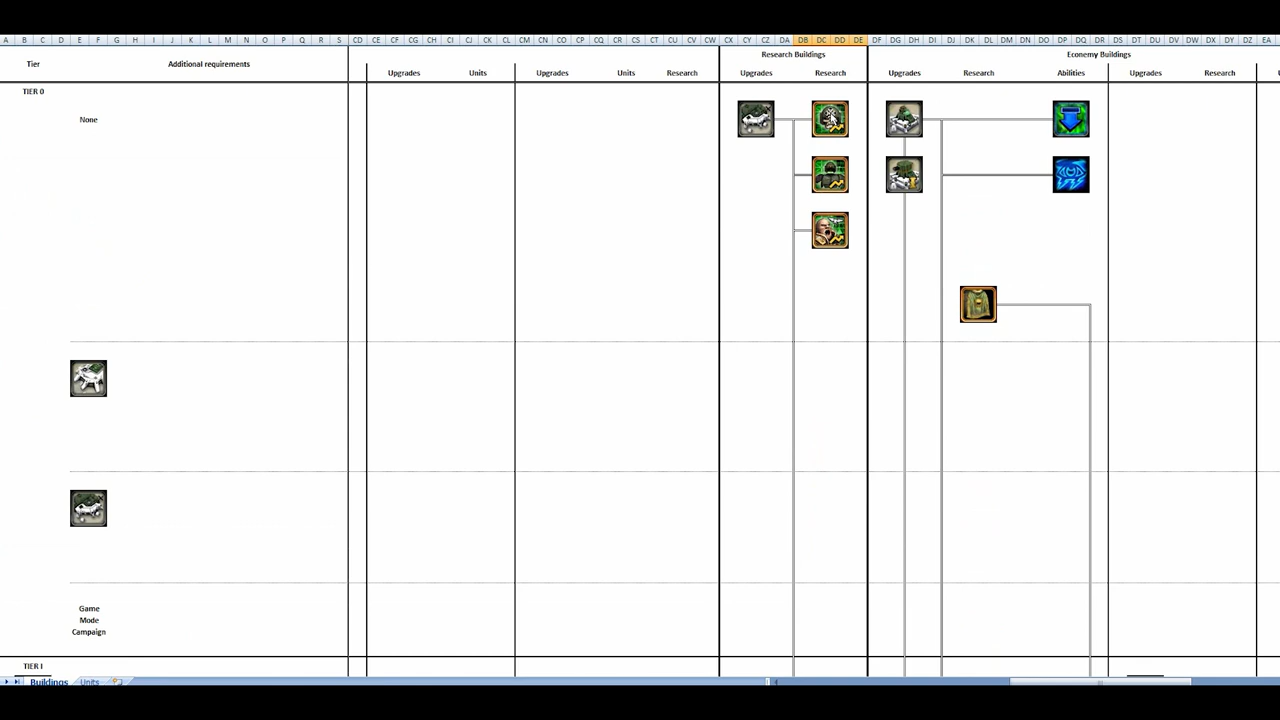 A B C D E F G H I J K L M N O P Q R S CD CE CF CG CH CI CJ CK CL CM CN CO CP CQ CR CS CT CU CV CW CX CY CZ DA DB DC DD DE DF DG DH DI DJ DK DL DM DN DO DP DQ DR DS DT DU DV DW DX DY DZ EA
Research Buildings Economy Buildings
Tier Additional requirements
Upgrades Units Upgrades Units Research Upgrades Research Upgrades Research Abilities Upgrades Research
TIER 0
None
Game
Mode
Campaign
TIER I
Buildings Units